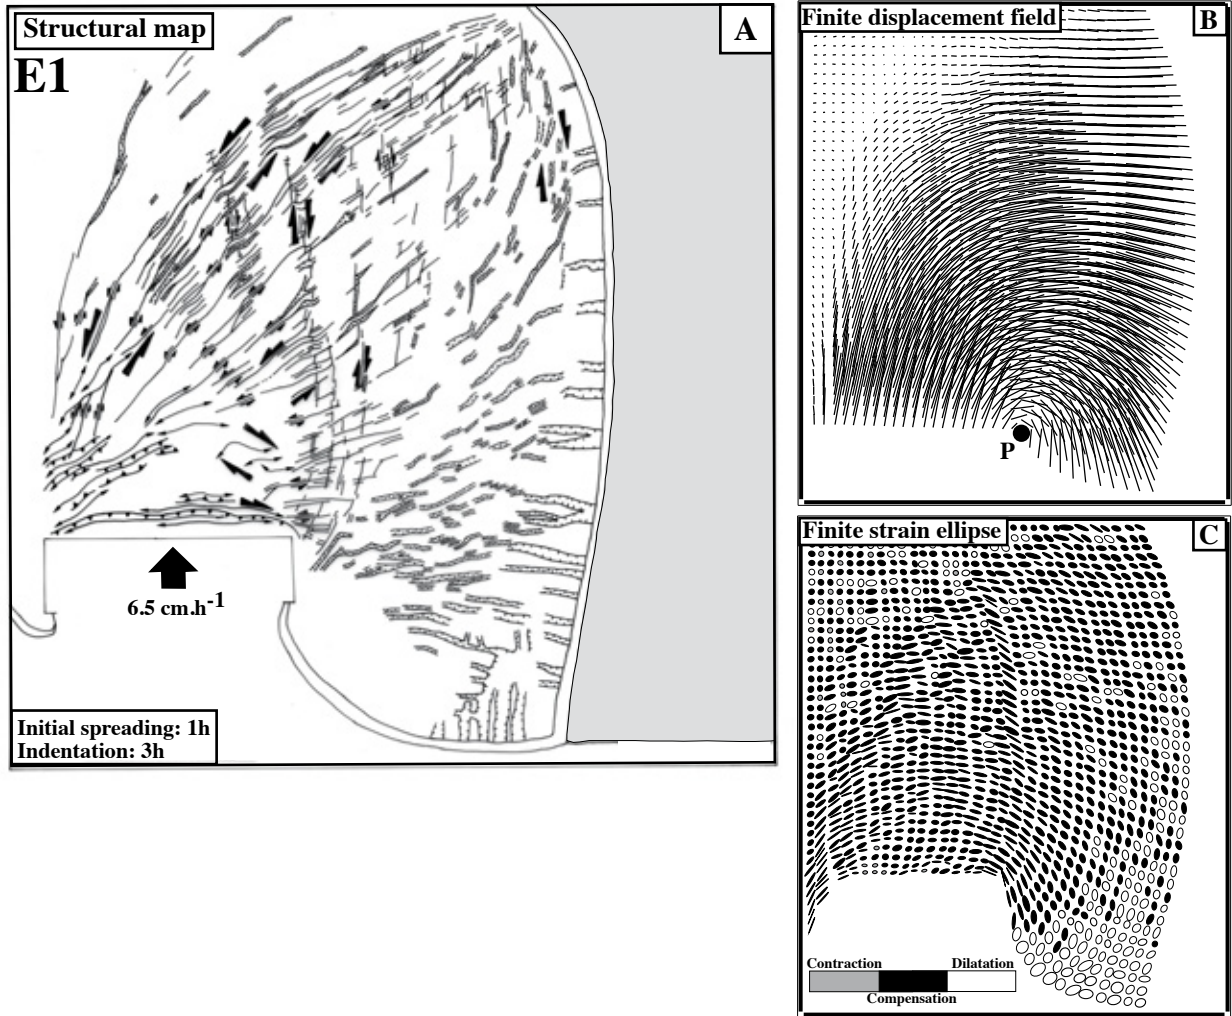 Structural map
A
E1
6.5 cm.h-1
Initial spreading: 1h
Indentation: 3h
Finite displacement field
B
P
Finite strain ellipse
C
Contraction
Dilatation
Compensation